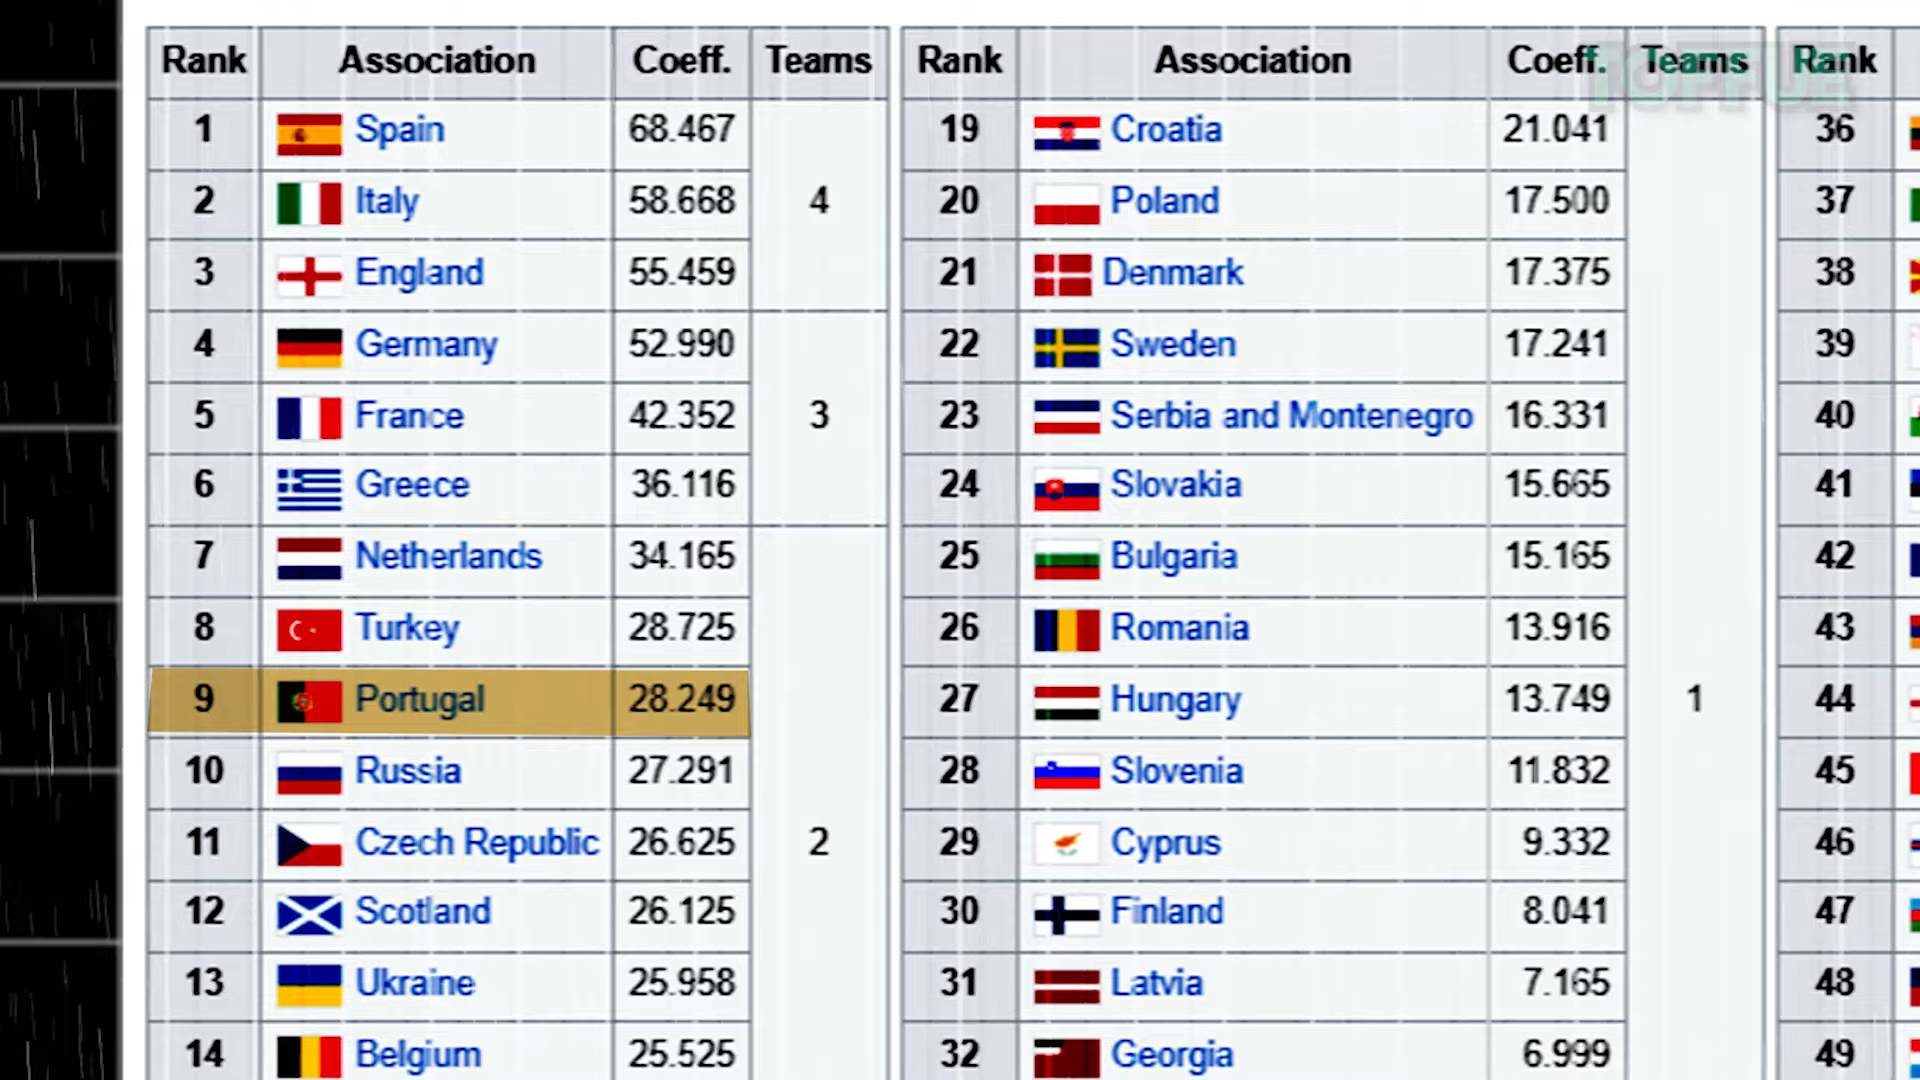 Rank Association Coeff. Teams Rank Association Coeff. Teams Rank
1 Spain 68.467 19 Croatia 21.041 36
2 Italy 58.668 4 20 Poland 17.500 37
3 England 55.459 21 Denmark 17.375 38
4 Germany 52.990 22 Sweden 17.241 39
5 France 42.352 3 23 Serbia and Montenegro 16.331 40
6 Greece 36.116 24 Slovakia 15.665 41
7 Netherlands 34.165 25 Bulgaria 15.165 42
8 Turkey 28.725 26 Romania 13.916 43
9 Portugal 28.249 27 Hungary 13.749 1 44
10 Russia 27.291 28 Slovenia 11.832 45
11 Czech Republic 26.625 2 29 Cyprus 9.332 46
12 Scotland 26.125 30 Finland 8.041 47
13 Ukraine 25.958 31 Latvia 7.165 48
14 Belgium 25.525 32 Georgia 6.999 49